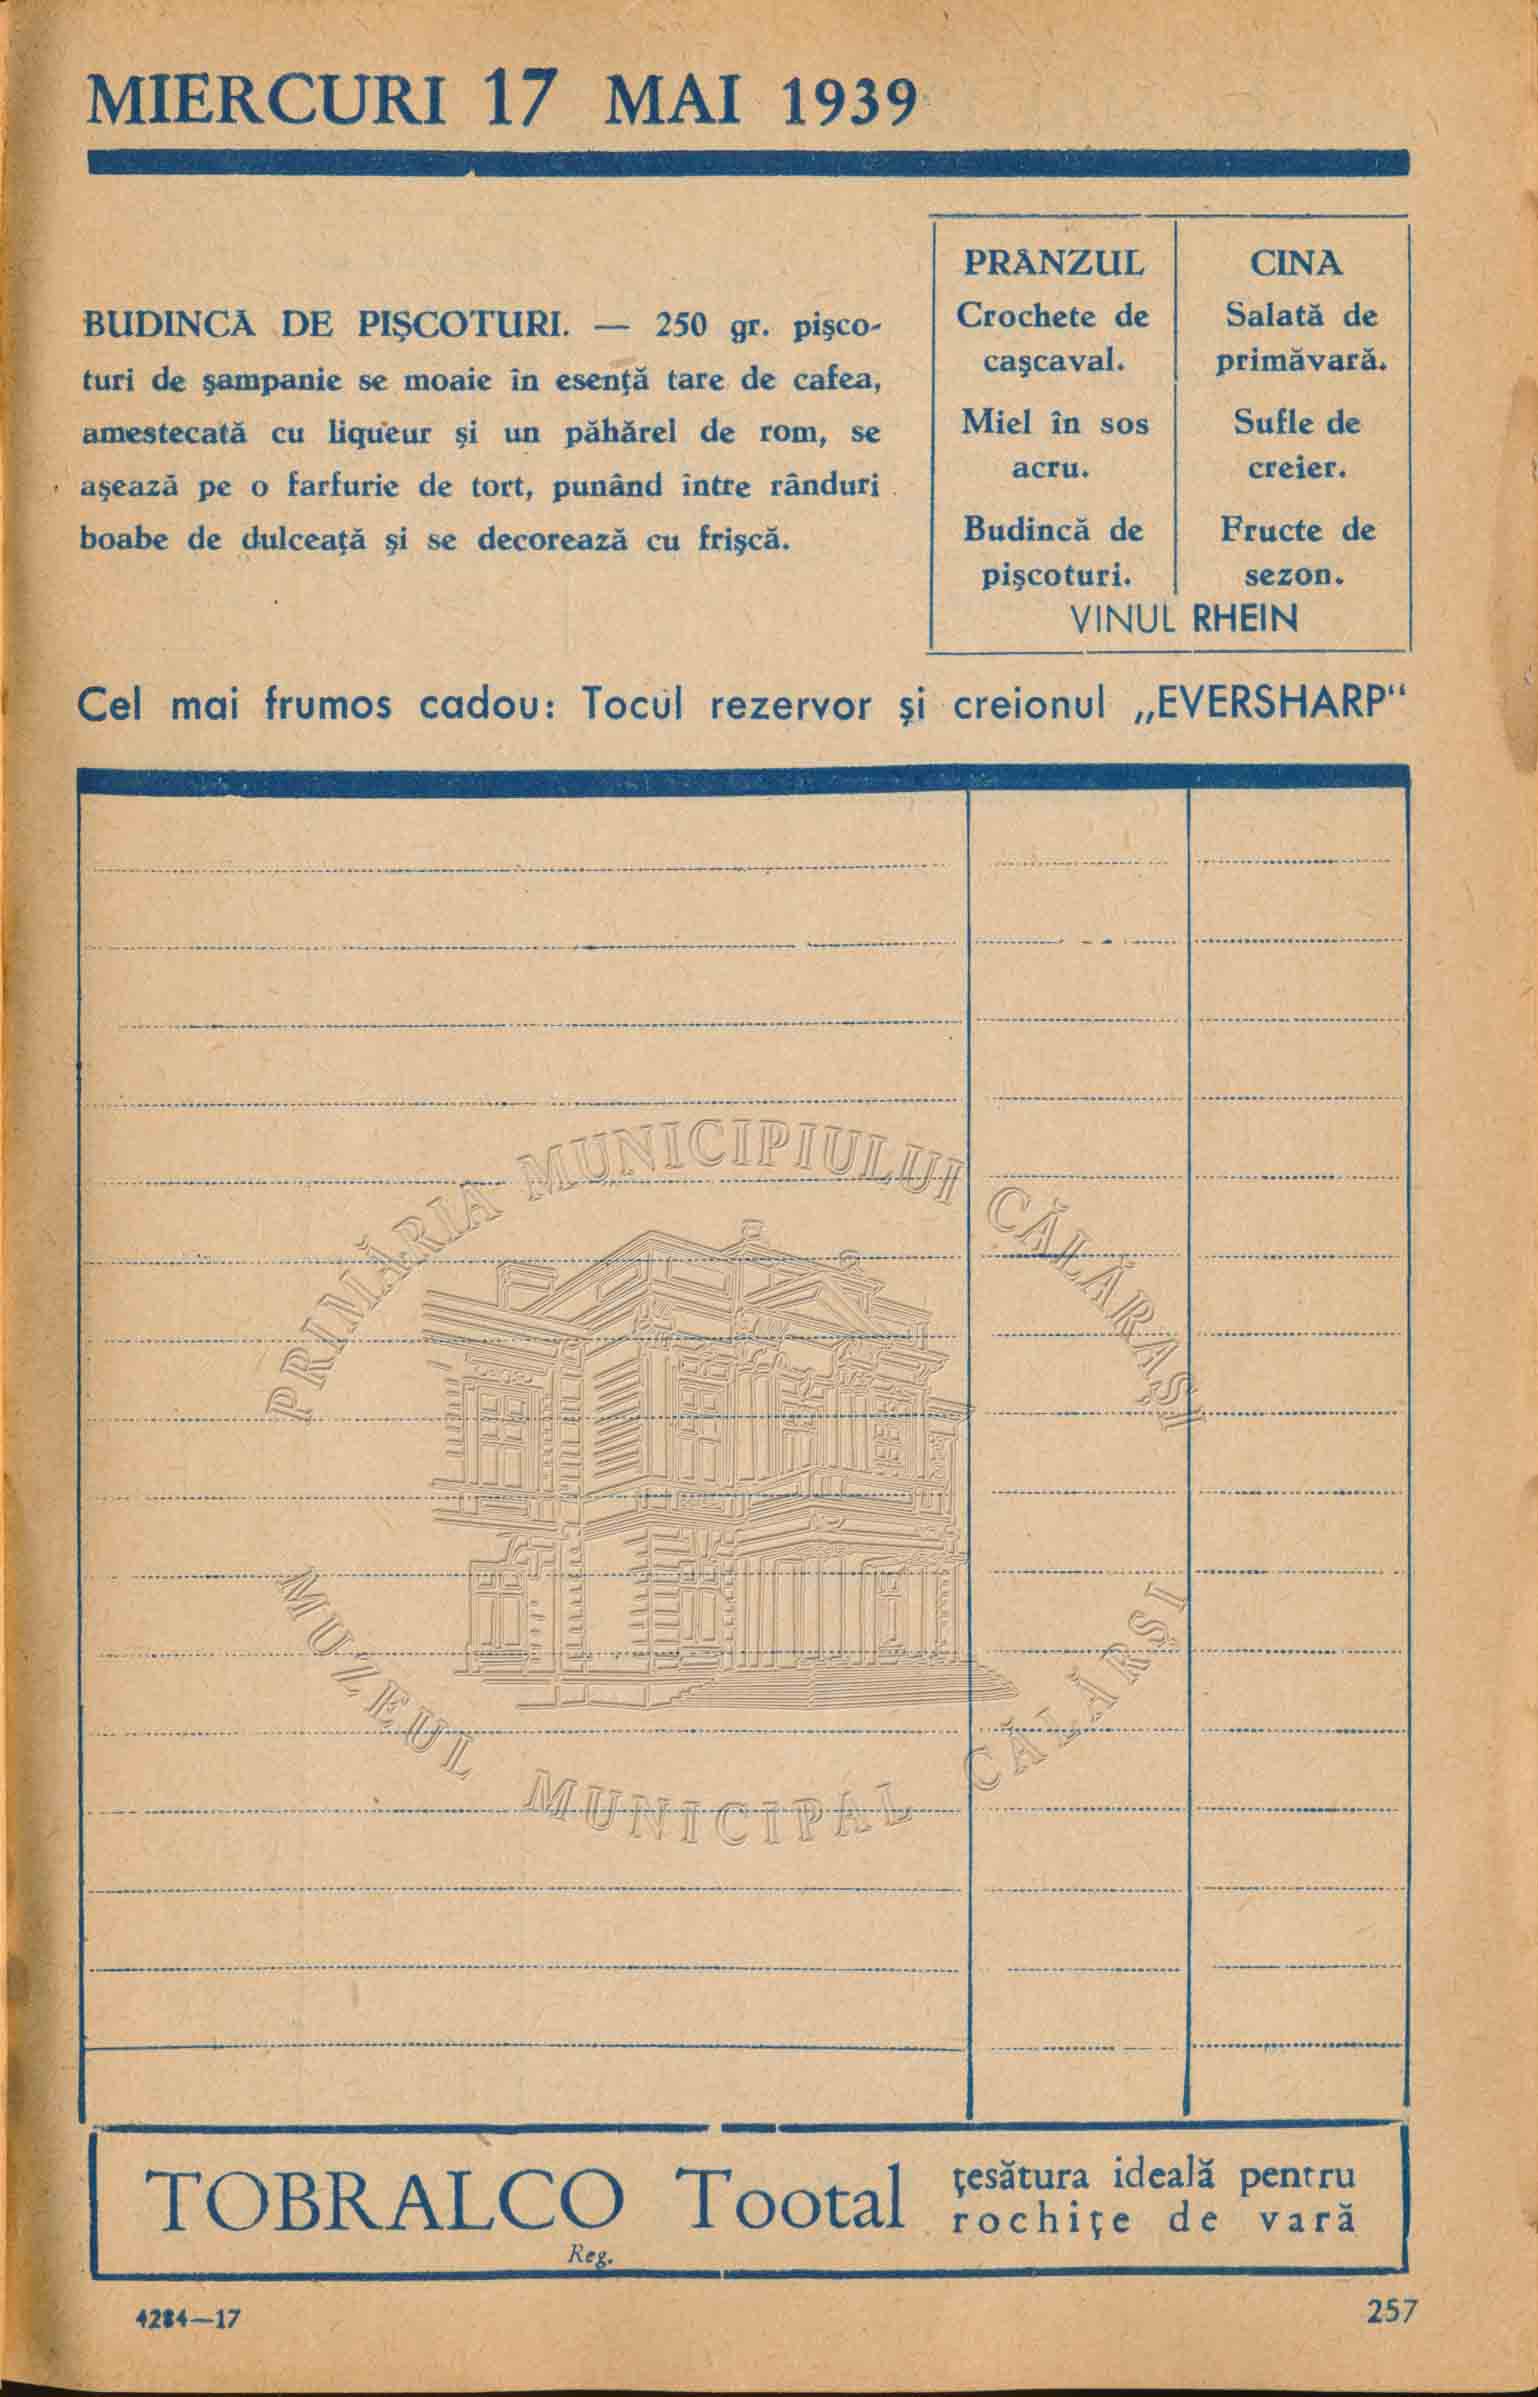 MIERCURI 17 MAI 1939
BUDINCĂ DE PIŞCOTURI. — 250 gr. pişco-
turi de şampanie se moaie în esenţă tare de cafea,
amestecată cu liqueur şi un păhărel de rom, se
aşează pe o farfurie de tort, punând între rânduri
boabe de dulceaţă şi se decorează cu frişcă.
PRÂNZUL
Crochete de
caşcaval.
Miel în sos
acru.
Budincă de
pişcoturi.
CINA
Salată de
primăvară.
Sufle de
creier.
Fructe de
sezon.
VINUL RHEIN
Cel mai frumos cadou: Tocul rezervor şi creionul „EVERSHARP“
PRIMĂRIA MUNICIPIULUI CĂLĂRAŞI
MUZEUL MUNICIPAL CĂLĂRŞI
TOBRALCO Tootal
Reg.
ţesătura ideală pentru
rochiţe de vară
4284—17
257